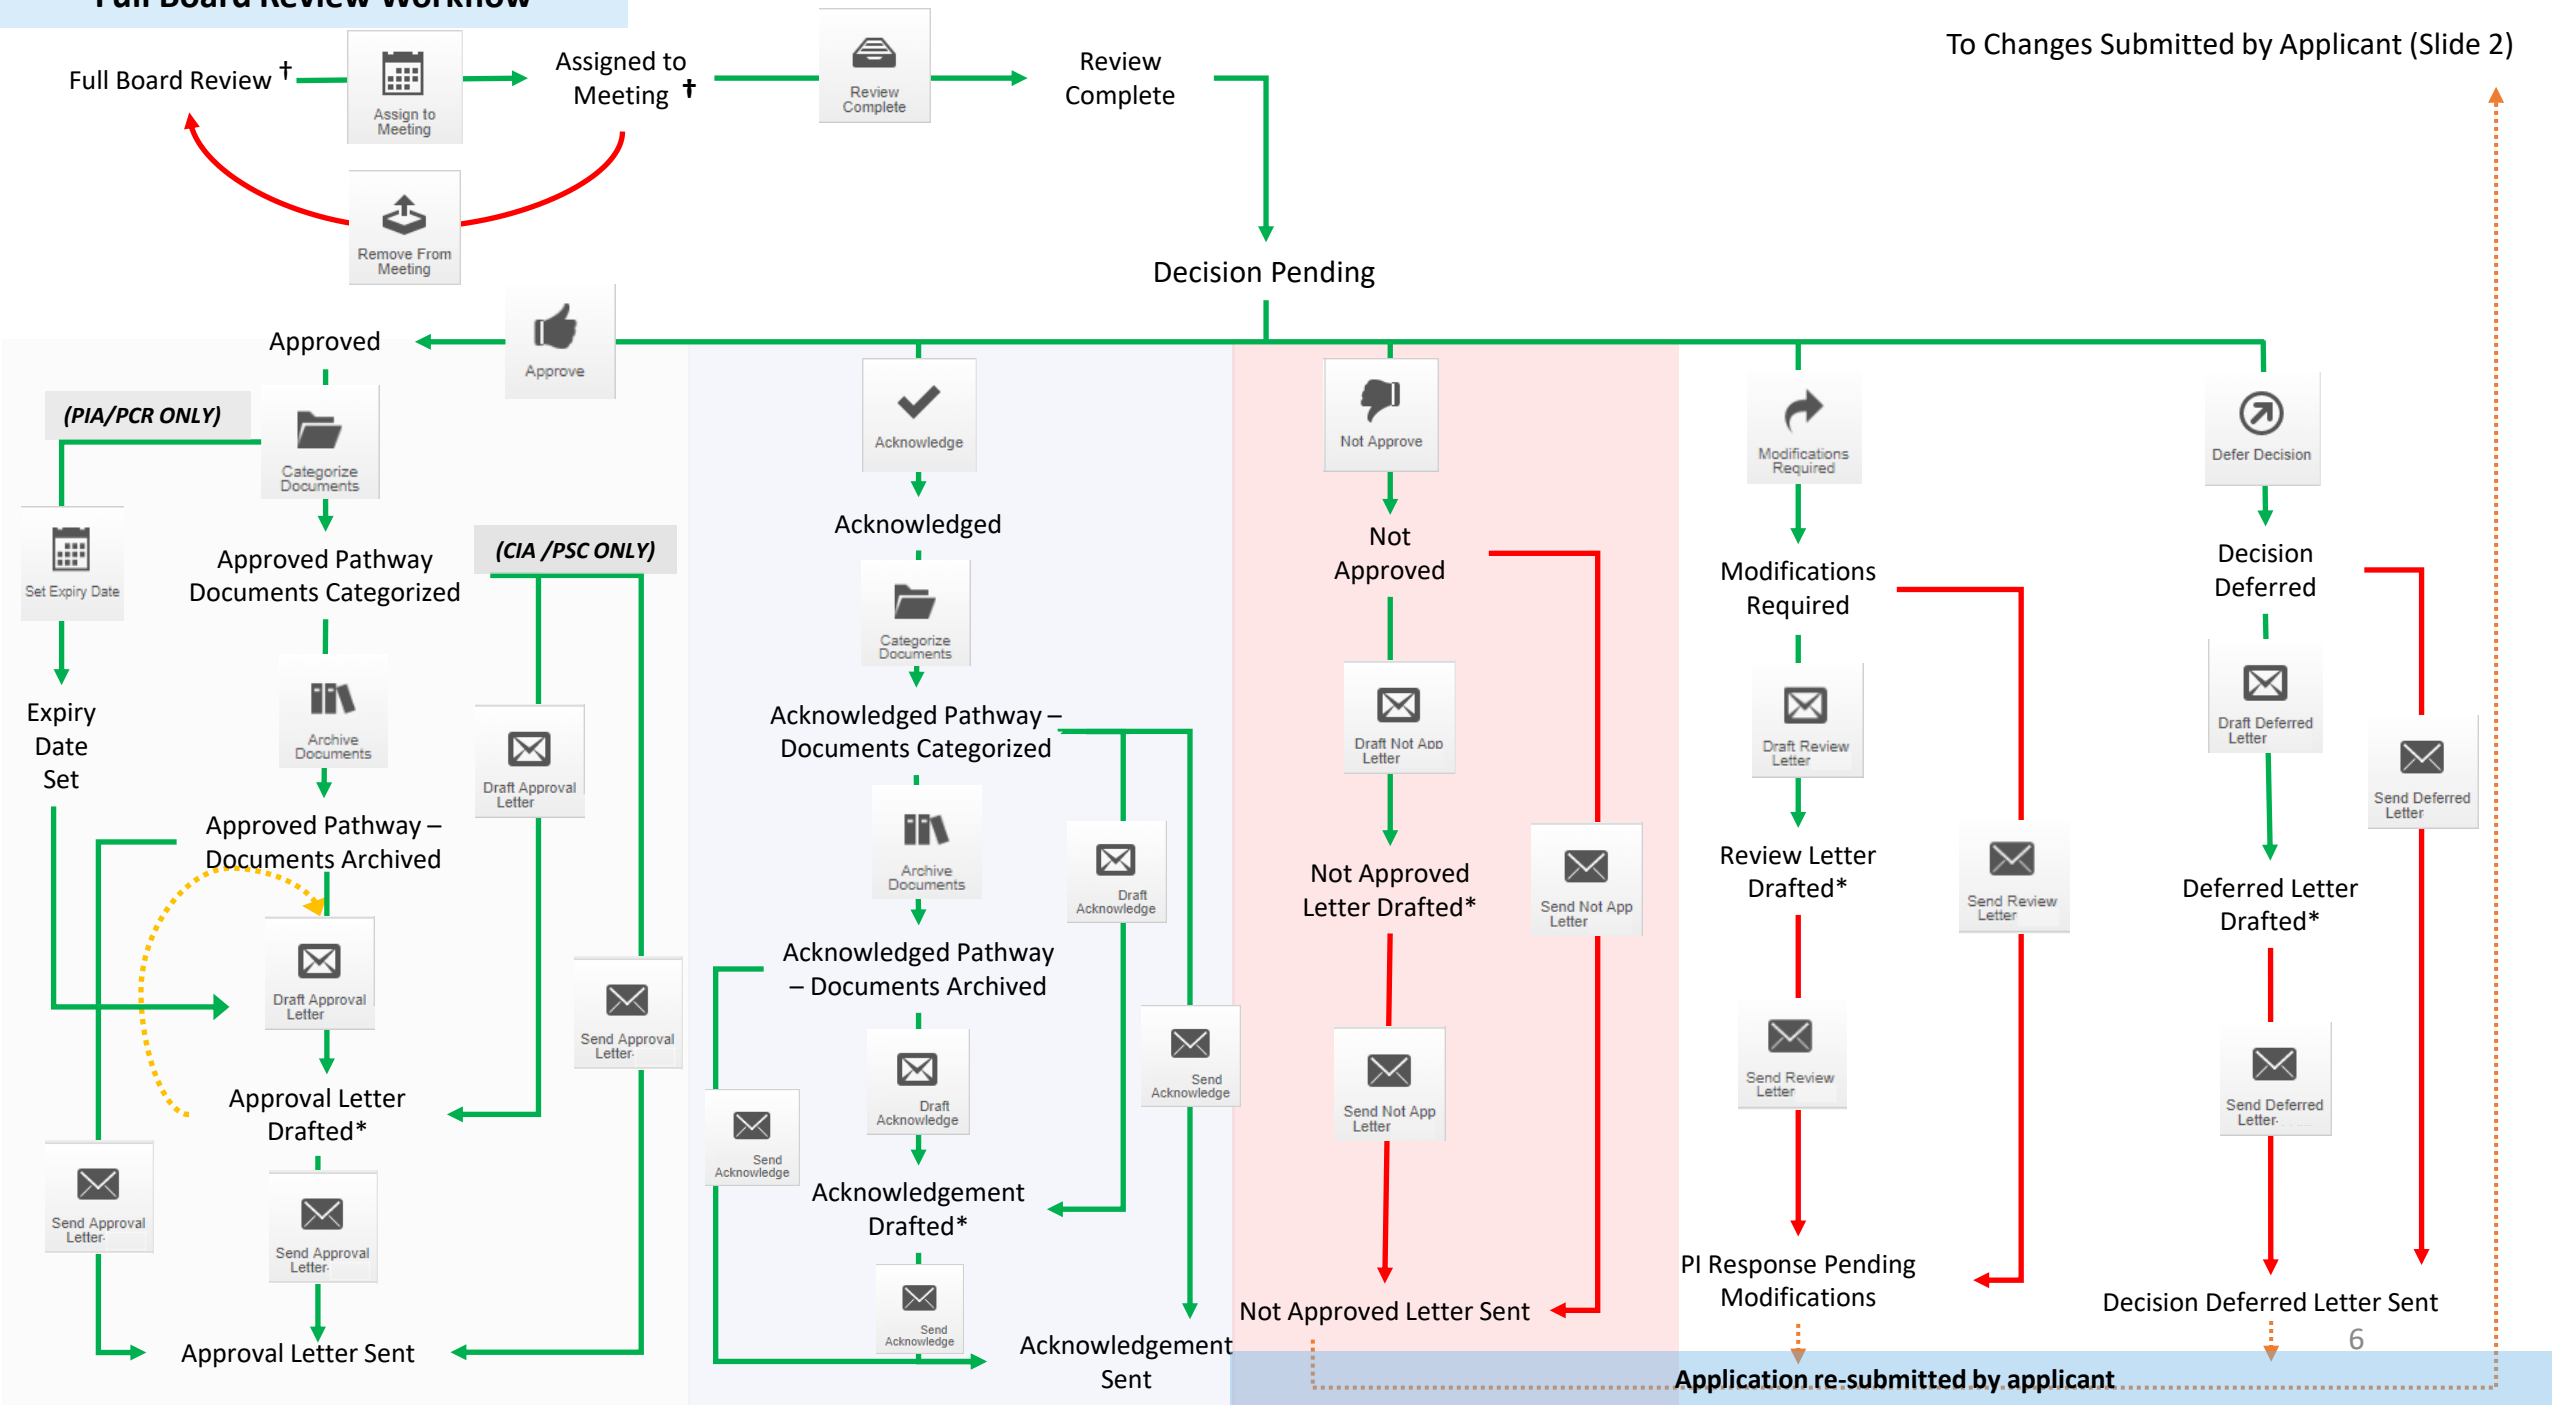 Full Board Review Workflow
To Changes Submitted by Applicant (Slide 2)
Full Board Review †
Assign to
Meeting
Assigned to
Meeting †
Review
Complete
Review
Complete
Remove From
Meeting
Decision Pending
Approved
Approve
(PIA/PCR ONLY)
Categorize
Documents
Set Expiry Date
Expiry
Date
Set
Approved Pathway
Documents Categorized
(CIA /PSC ONLY)
Archive
Documents
Draft Approval
Letter
Approved Pathway –
Documents Archived
Draft Approval
Letter
Send Approval
Letter
Approval Letter
Drafted*
Send Approval
Letter
Send Approval
Letter
Approval Letter Sent
Acknowledge
Acknowledged
Categorize
Documents
Acknowledged Pathway –
Documents Categorized
Archive
Documents
Draft
Acknowledge
Acknowledged Pathway
– Documents Archived
Draft
Acknowledge
Send
Acknowledge
Send
Acknowledge
Acknowledgement
Drafted*
Send
Acknowledge
Acknowledgement
Sent
Not Approve
Not
Approved
Draft Not App
Letter
Not Approved
Letter Drafted*
Send Not App
Letter
Send Not App
Letter
Not Approved Letter Sent
Modifications
Required
Modifications
Required
Draft Review
Letter
Review Letter
Drafted*
Send Review
Letter
Send Review
Letter
PI Response Pending
Modifications
Defer Decision
Decision
Deferred
Draft Deferred
Letter
Send Deferred
Letter
Deferred Letter
Drafted*
Send Deferred
Letter
Decision Deferred Letter Sent
6
Application re-submitted by applicant